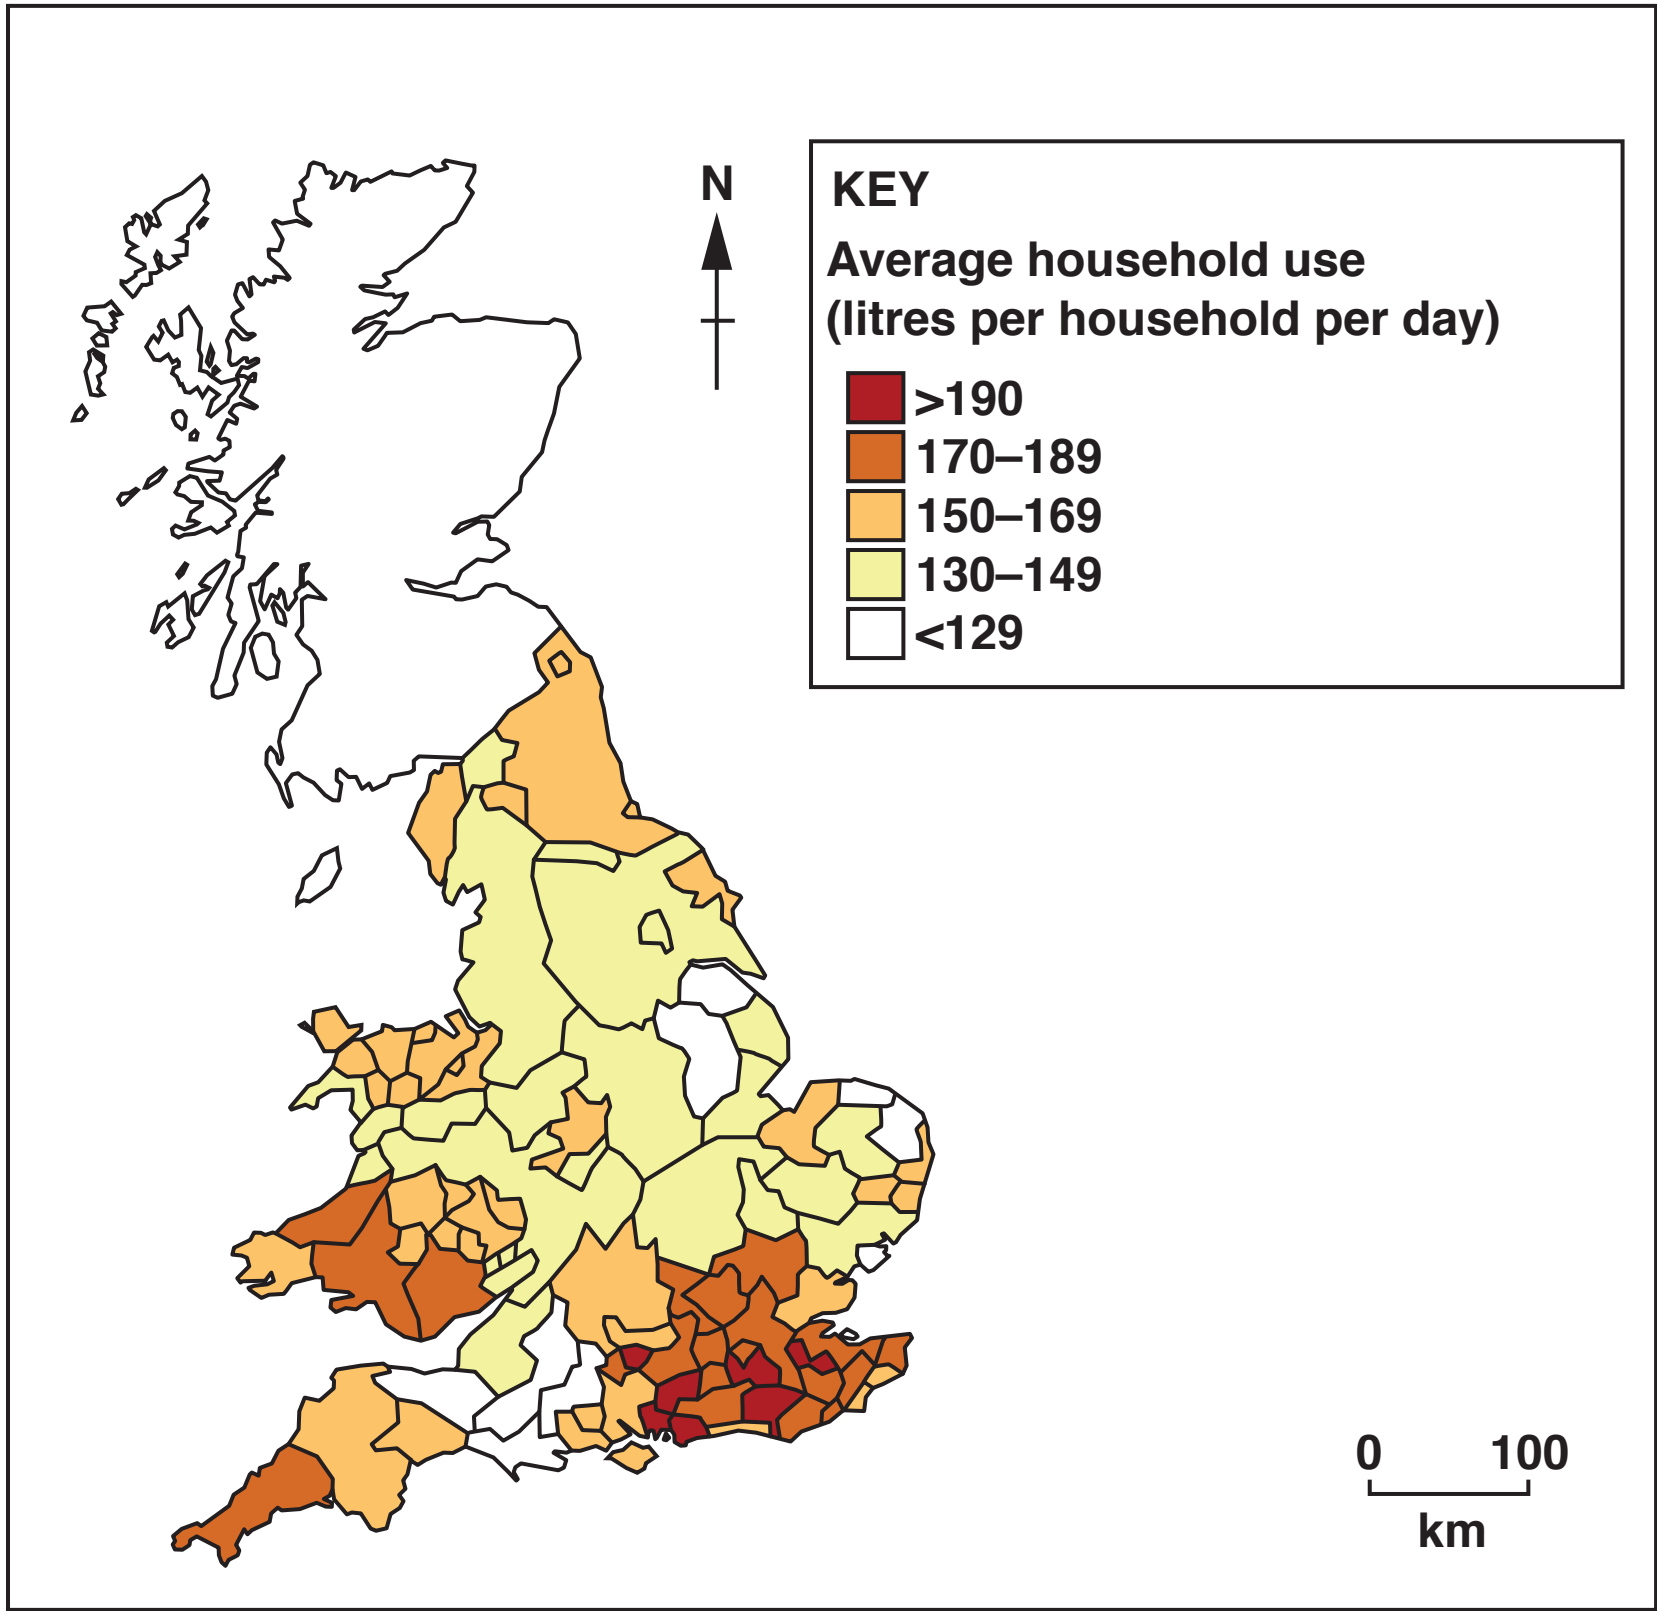 N
KEY
Average household use
(litres per household per day)
>190
170–189
150–169
130–149
<129
0 100
km